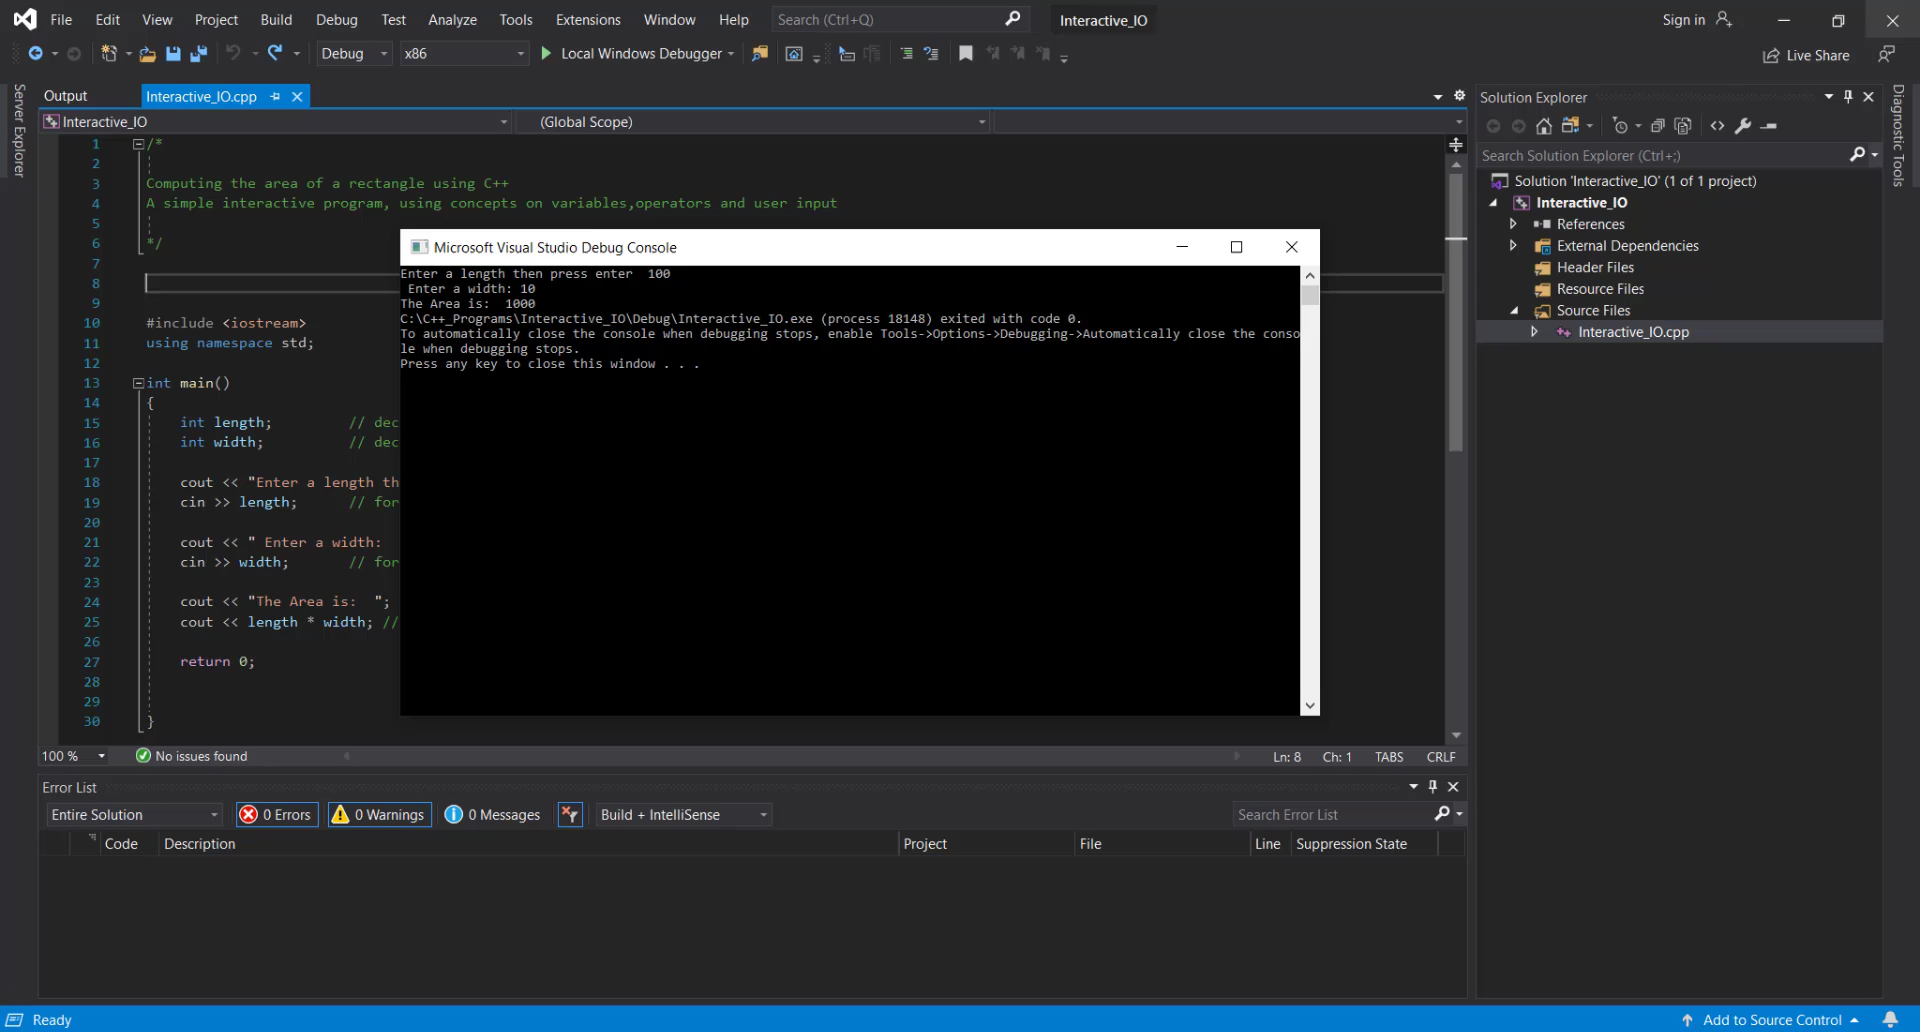 File Edit View Project Build Debug Test Analyze Tools Extensions Window Help Search (Ctrl+Q) Interactive_IO Sign in
Debug x86 Local Windows Debugger Live Share
Server Explorer
Output Interactive_IO.cpp
Interactive_IO (Global Scope)
1 /*
2
3 Computing the area of a rectangle using C++
4 A simple interactive program, using concepts on variables,operators and user input
5
6 */
7
8
9
10 #include <iostream>
11 using namespace std;
12
13 int main()
14 {
15 int length; // dec
16 int width; // dec
17
18 cout << "Enter a length th
19 cin >> length; // for
20
21 cout << " Enter a width:
22 cin >> width; // for
23
24 cout << "The Area is:  ";
25 cout << length * width; //
26
27 return 0;
28
29
30 }
Microsoft Visual Studio Debug Console
Enter a length then press enter  100
Enter a width: 10
The Area is:  1000
C:\C++_Programs\Interactive_IO\Debug\Interactive_IO.exe (process 18148) exited with code 0.
To automatically close the console when debugging stops, enable Tools->Options->Debugging->Automatically close the conso
le when debugging stops.
Press any key to close this window . . .
100 % No issues found Ln: 8 Ch: 1 TABS CRLF
Error List
Entire Solution 0 Errors 0 Warnings 0 Messages Build + IntelliSense Search Error List
Code Description Project File Line Suppression State
Solution Explorer
Search Solution Explorer (Ctrl+;)
Solution 'Interactive_IO' (1 of 1 project)
Interactive_IO
References
External Dependencies
Header Files
Resource Files
Source Files
Interactive_IO.cpp
Diagnostic Tools
Ready Add to Source Control